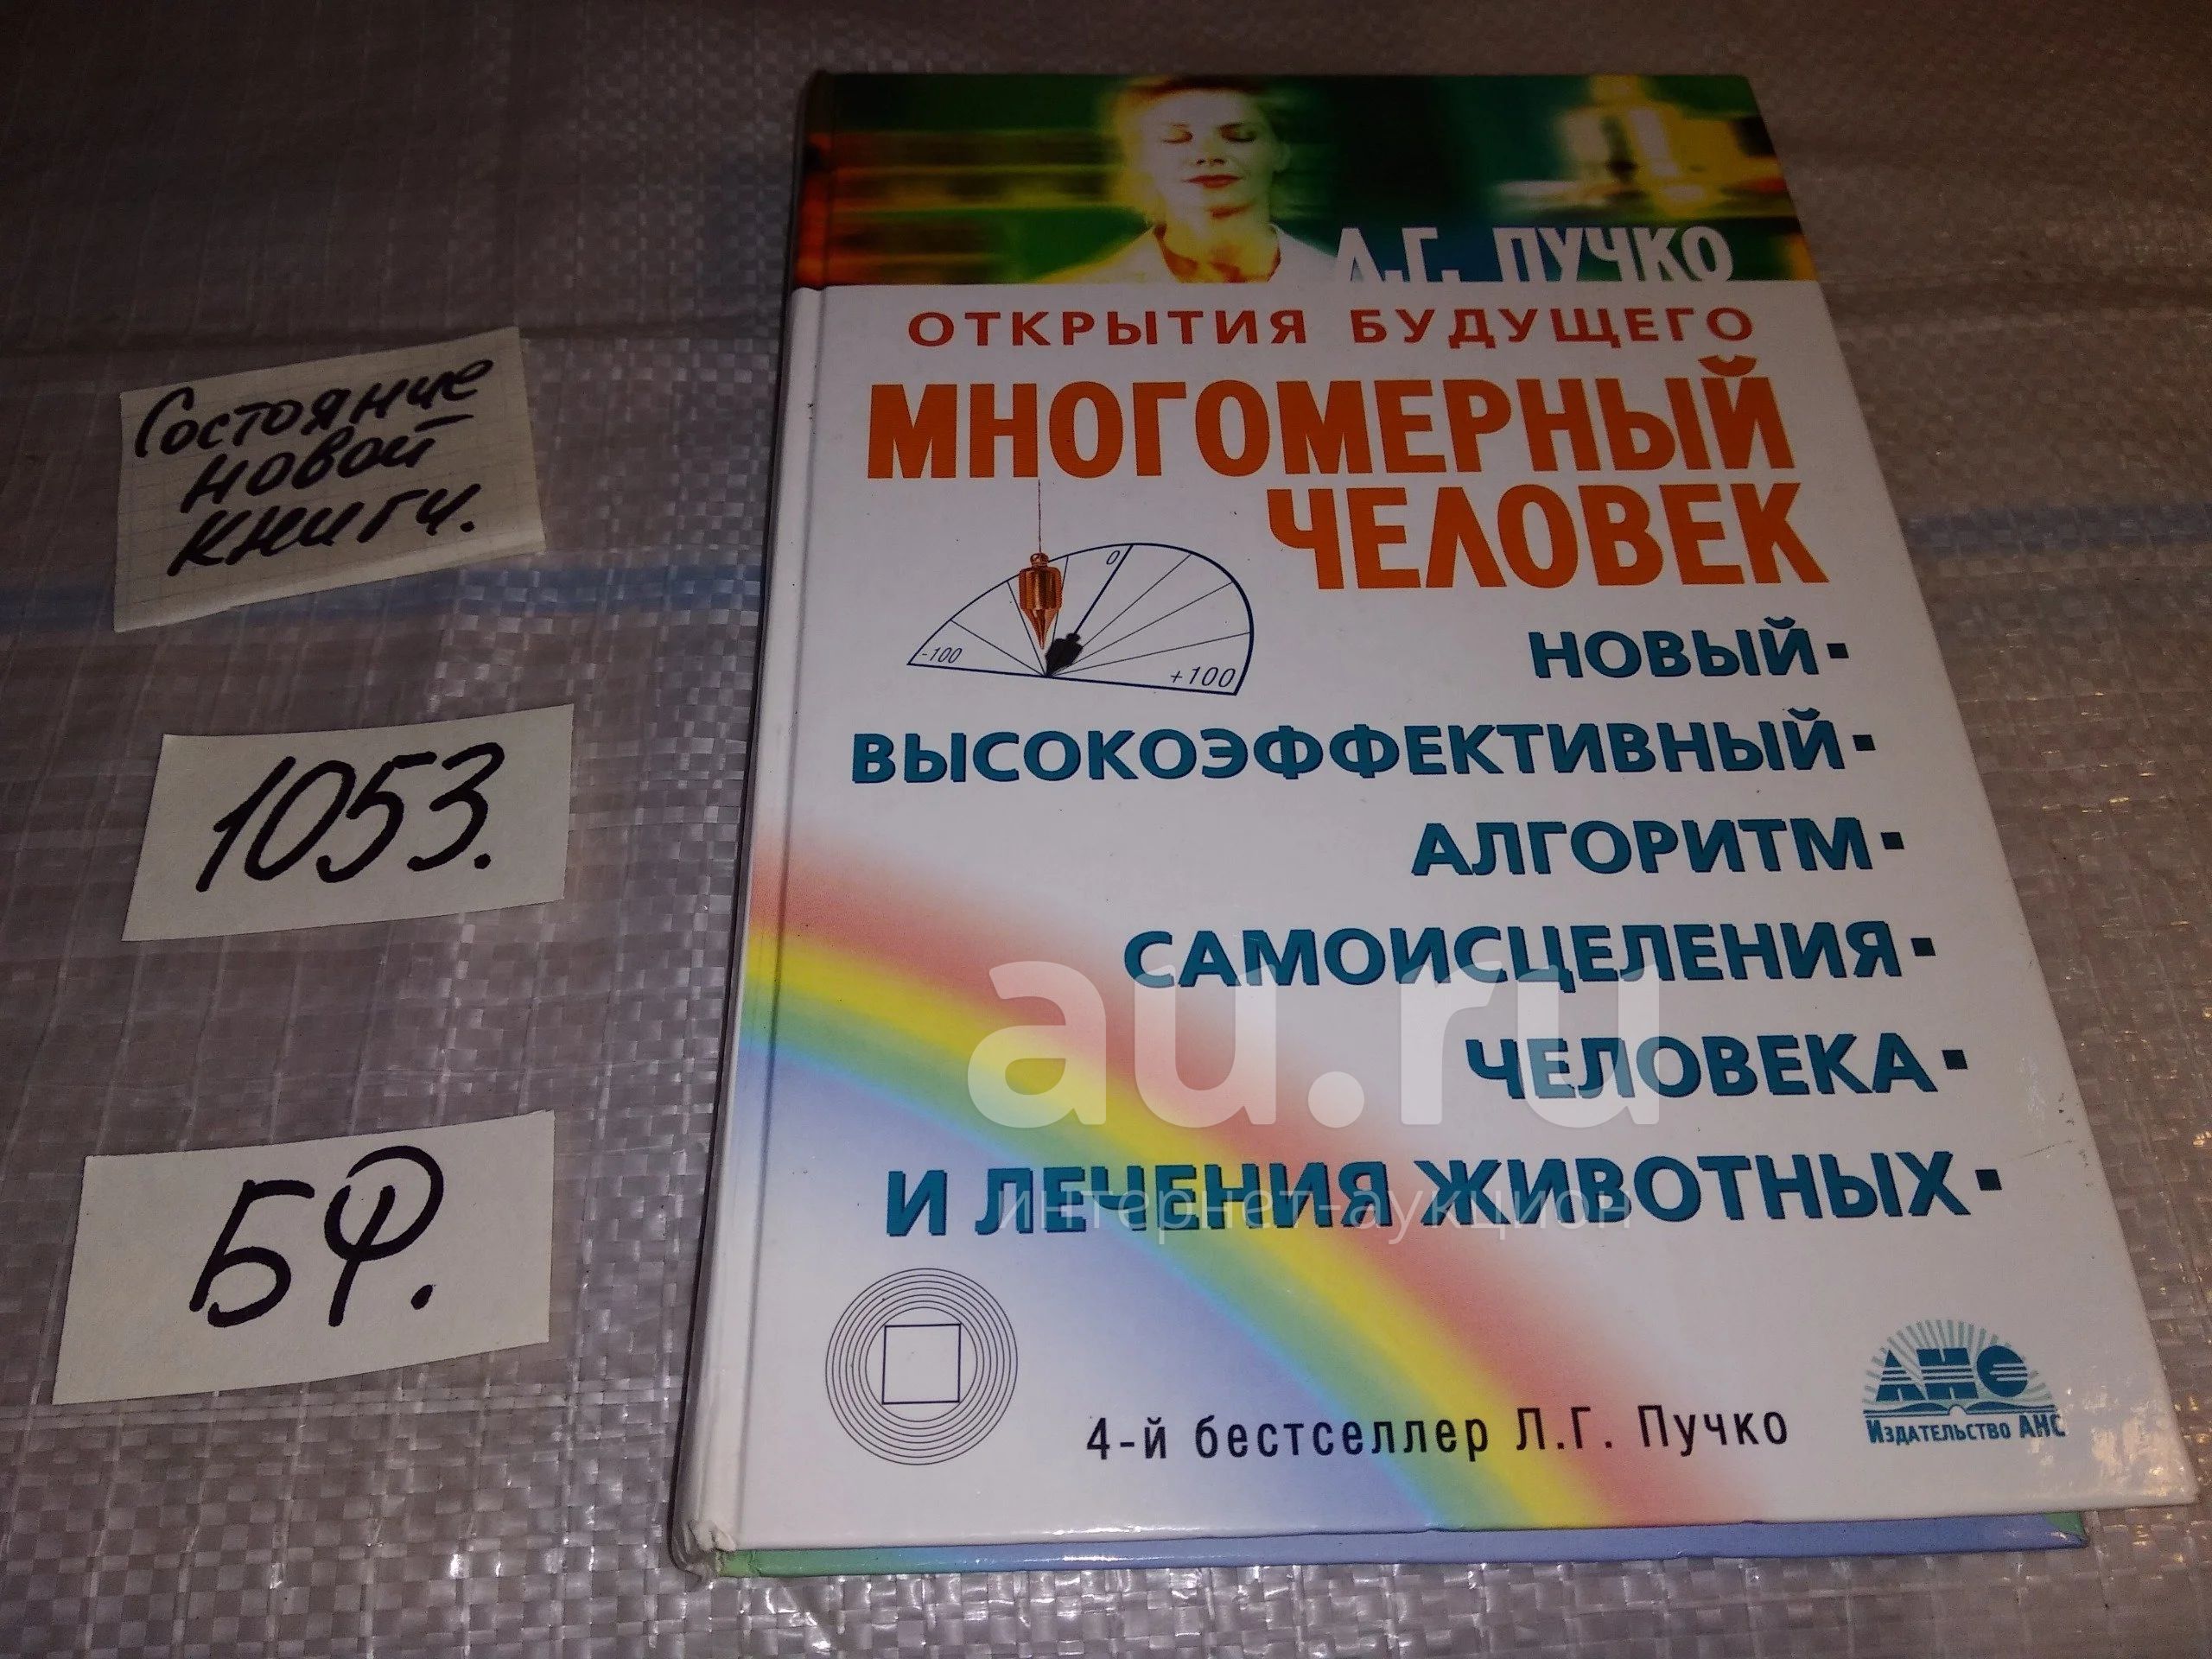 Состояние
новой
книги.
1053.
БФ.
Л.Г. ПУЧКО
ОТКРЫТИЯ БУДУЩЕГО
МНОГОМЕРНЫЙ
ЧЕЛОВЕК
0
-100
+100
НОВЫЙ▪
ВЫСОКОЭФФЕКТИВНЫЙ▪
АЛГОРИТМ▪
САМОИСЦЕЛЕНИЯ▪
ЧЕЛОВЕКА▪
И ЛЕЧЕНИЯ ЖИВОТНЫХ▪
au.ru
интернет-аукцион
4-й бестселлер Л.Г. Пучко
АНС
ИЗДАТЕЛЬСТВО АНС